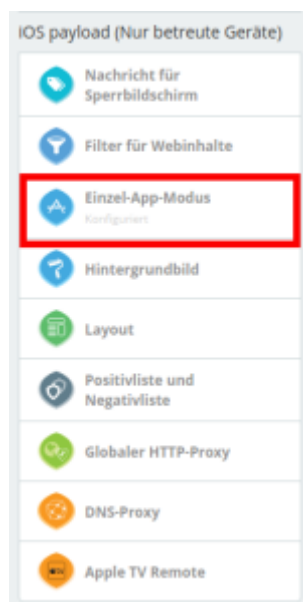 iOS payload (Nur betreute Geräte)
Nachricht für
Sperrbildschirm
Filter für Webinhalte
Einzel-App-Modus
Konfiguriert
Hintergrundbild
Layout
Positivliste und
Negativliste
Globaler HTTP-Proxy
DNS-Proxy
Apple TV Remote